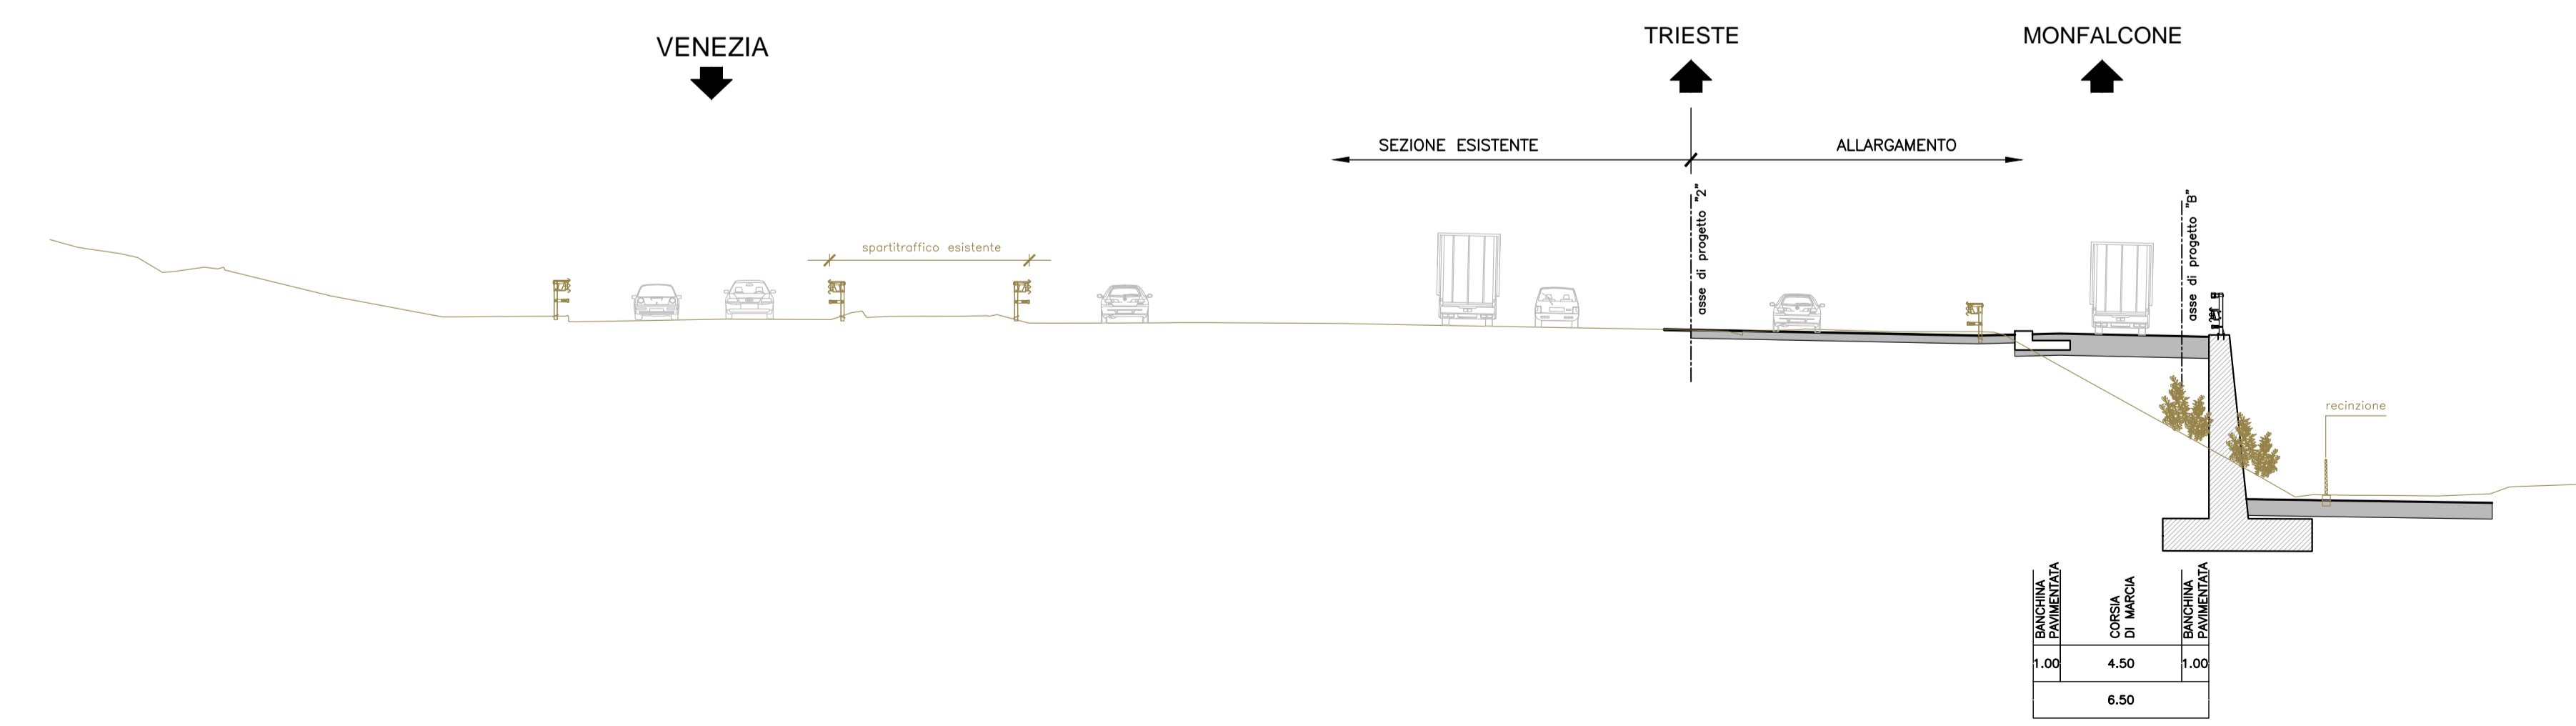 VENEZIA
TRIESTE
MONFALCONE
SEZIONE ESISTENTE
ALLARGAMENTO
asse di progetto "2"
asse di progetto "B"
spartitraffico esistente
recinzione
BANCHINA
PAVIMENTATA
CORSIA
DI MARCIA
BANCHINA
PAVIMENTATA
1.00
4.50
1.00
6.50